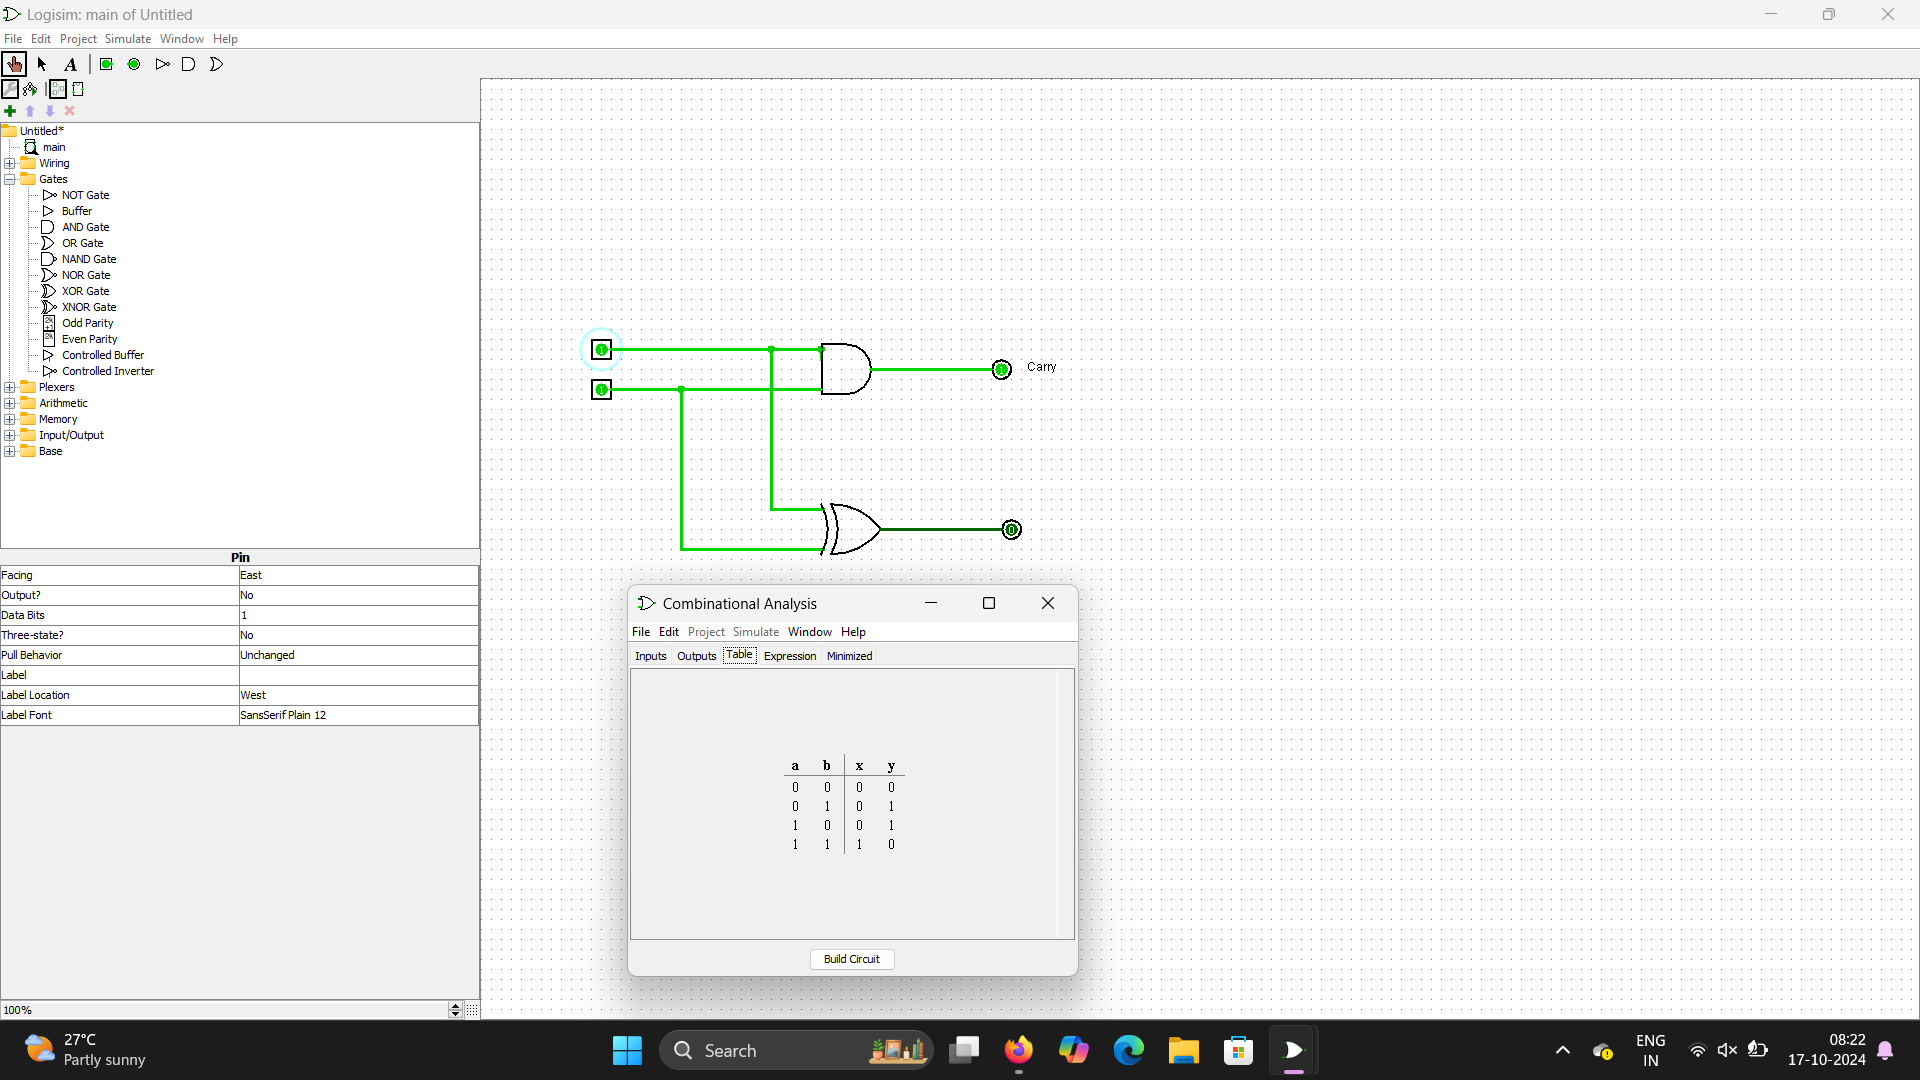 Logisim: main of Untitled
File Edit Project Simulate Window Help
A
Untitled*
main
Wiring
Gates
NOT Gate
Buffer
AND Gate
OR Gate
NAND Gate
NOR Gate
XOR Gate
XNOR Gate
2k
+1
Odd Parity
2k
Even Parity
Controlled Buffer
Controlled Inverter
Plexers
Arithmetic
Memory
Input/Output
Base
Pin
Facing East
Output? No
Data Bits 1
Three-state? No
Pull Behavior Unchanged
Label
Label Location West
Label Font SansSerif Plain 12
100%
1
1
1 Carry
0
Combinational Analysis
File Edit Project Simulate Window Help
Inputs Outputs Table Expression Minimized
a b x y
0 0 0 0
0 1 0 1
1 0 0 1
1 1 1 0
Build Circuit
27°C
Partly sunny
Search
ENG
IN
08:22
17-10-2024